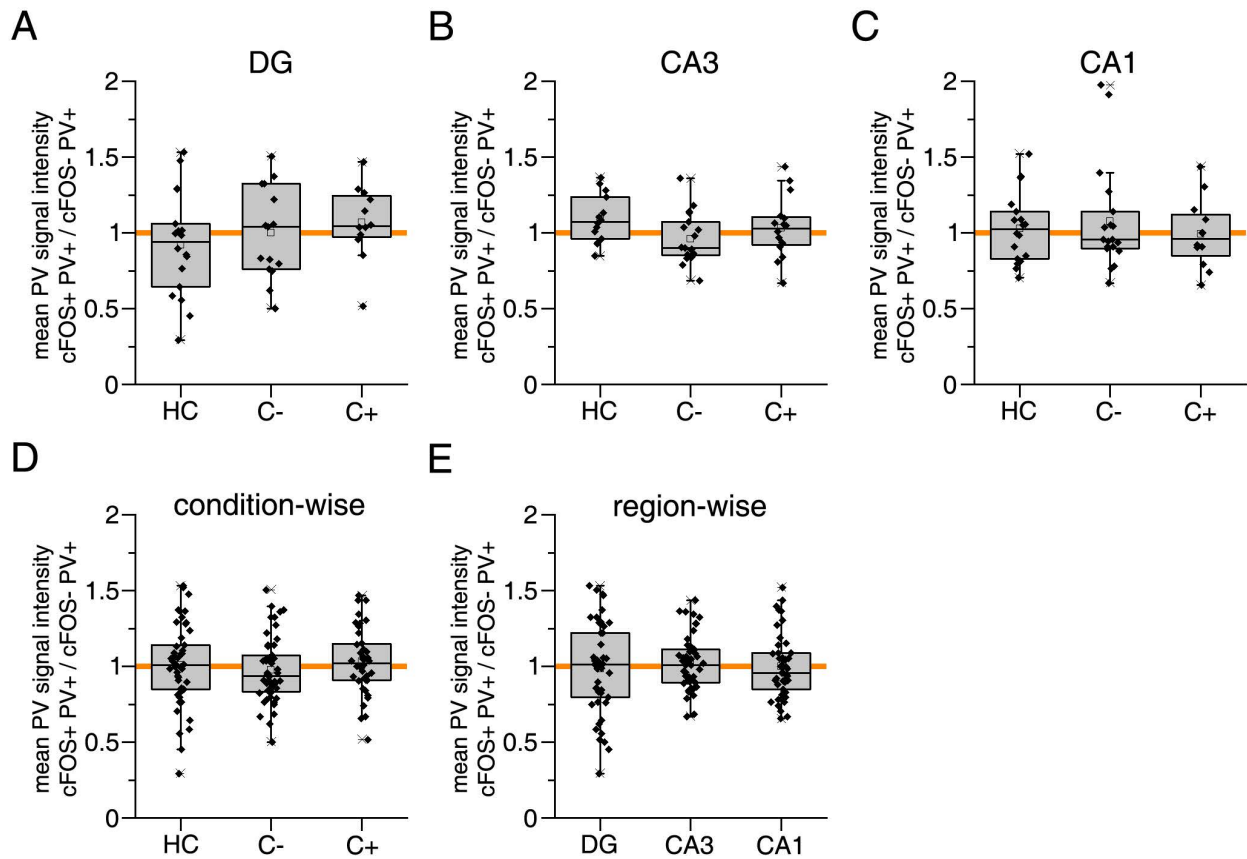 A
DG
mean PV signal intensity
cFOS+ PV+ / cFOS- PV+
2
1.5
1
0.5
0
HC
C-
C+
B
CA3
mean PV signal intensity
cFOS+ PV+ / cFOS- PV+
2
1.5
1
0.5
0
HC
C-
C+
C
CA1
mean PV signal intensity
cFOS+ PV+ / cFOS- PV+
2
1.5
1
0.5
0
HC
C-
C+
D
condition-wise
mean PV signal intensity
cFOS+ PV+ / cFOS- PV+
2
1.5
1
0.5
0
HC
C-
C+
E
region-wise
mean PV signal intensity
cFOS+ PV+ / cFOS- PV+
2
1.5
1
0.5
0
DG
CA3
CA1